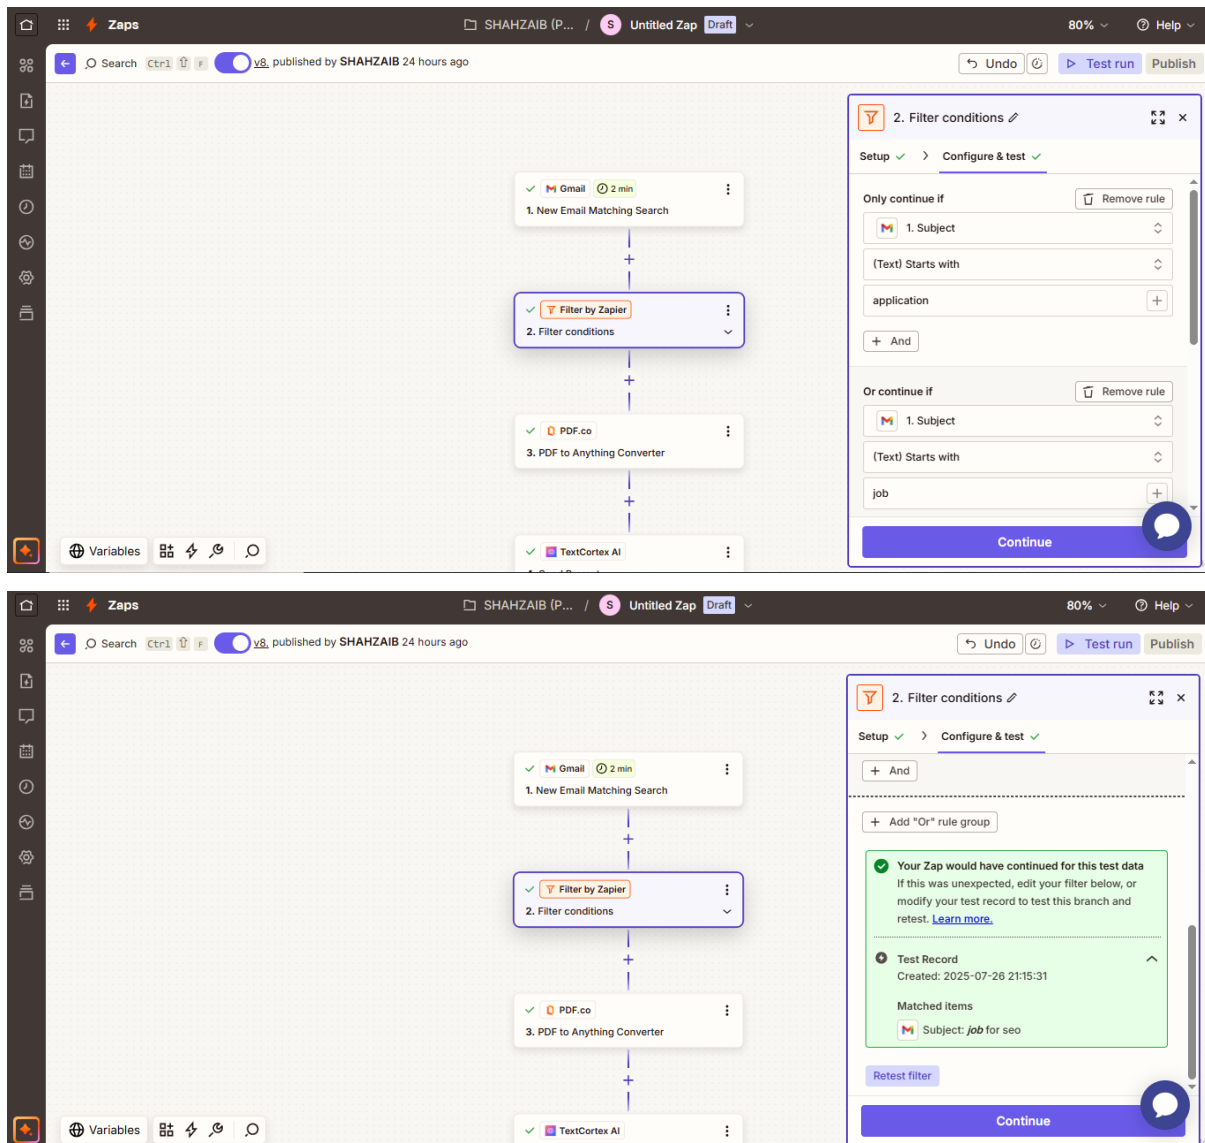 Zaps
SHAHZAIB (P... / S Untitled Zap Draft
80%
Help
Search Ctrl ⇧ F
v8. published by SHAHZAIB 24 hours ago
Undo
Test run
Publish
Gmail 2 min
1. New Email Matching Search
Filter by Zapier
2. Filter conditions
PDF.co
3. PDF to Anything Converter
TextCortex AI
Variables
2. Filter conditions
Setup > Configure & test
Only continue if
Remove rule
1. Subject
(Text) Starts with
application
+ And
Or continue if
Remove rule
1. Subject
(Text) Starts with
job
Continue
Zaps
SHAHZAIB (P... / S Untitled Zap Draft
80%
Help
Search Ctrl ⇧ F
v8. published by SHAHZAIB 24 hours ago
Undo
Test run
Publish
Gmail 2 min
1. New Email Matching Search
Filter by Zapier
2. Filter conditions
PDF.co
3. PDF to Anything Converter
TextCortex AI
Variables
2. Filter conditions
Setup > Configure & test
+ And
+ Add "Or" rule group
Your Zap would have continued for this test data
If this was unexpected, edit your filter below, or
modify your test record to test this branch and
retest. Learn more.
Test Record
Created: 2025-07-26 21:15:31
Matched items
Subject: job for seo
Retest filter
Continue